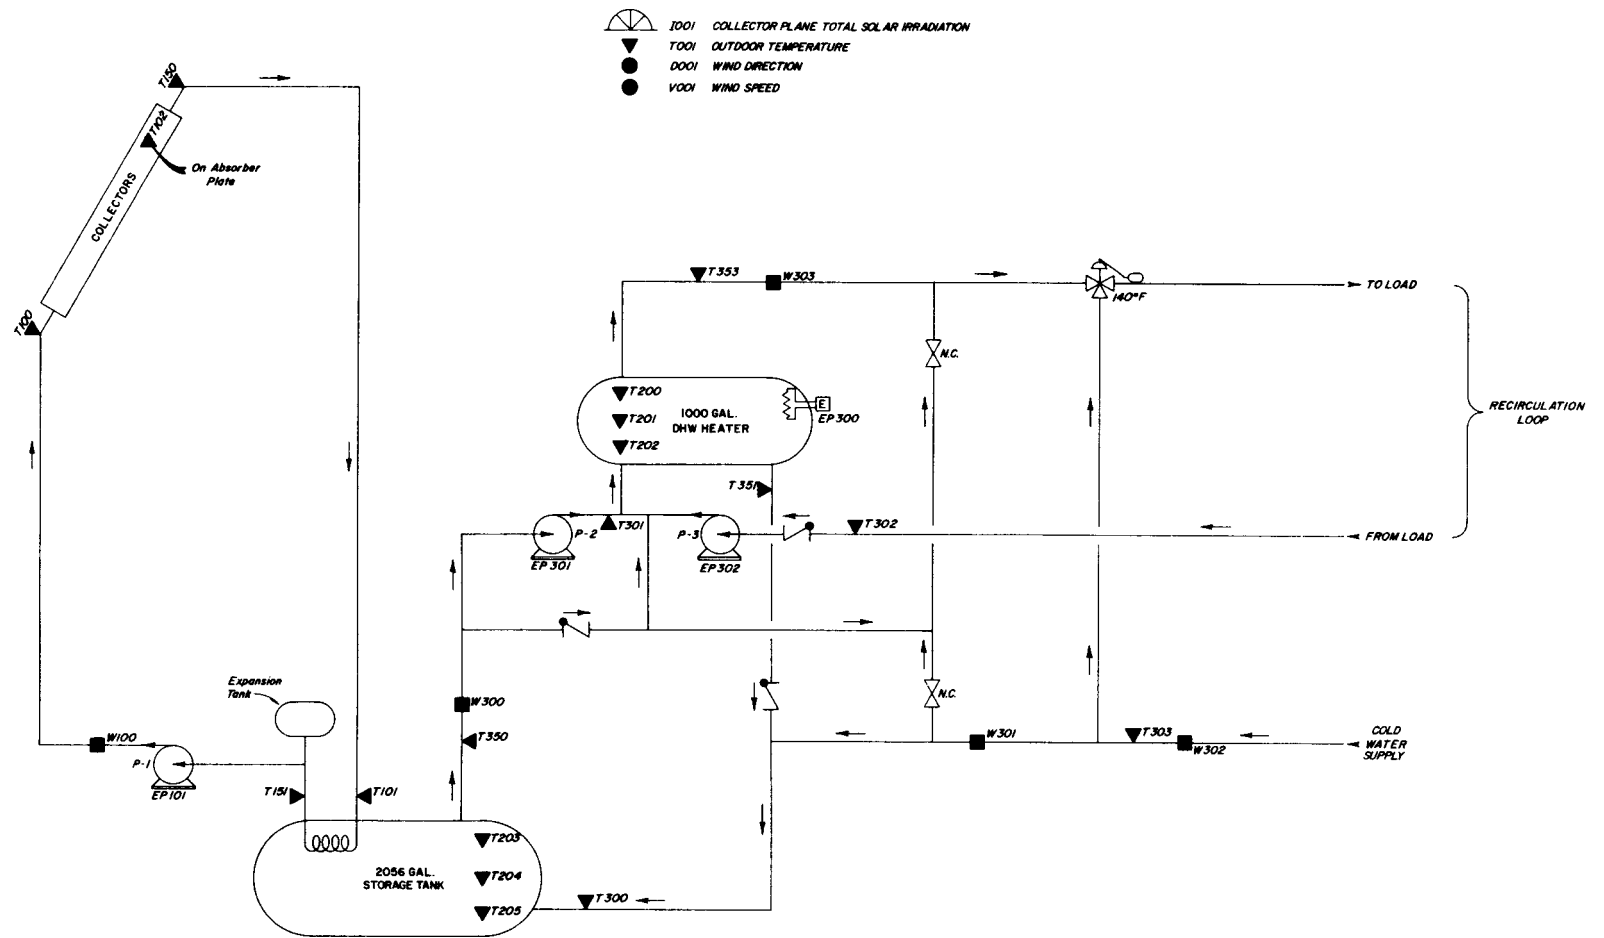 I001 COLLECTOR PLANE TOTAL SOLAR IRRADIATION
T001 OUTDOOR TEMPERATURE
D001 WIND DIRECTION
V001 WIND SPEED
T150
T102
On Absorber
Plate
COLLECTORS
T100
T353
W303
140°F
TO LOAD
N.C.
T200
T201
T202
1000 GAL.
DHW HEATER
E
EP300
RECIRCULATION
LOOP
T351
T301
P-2
EP301
P-3
EP302
T302
FROM LOAD
Expansion
Tank
W300
N.C.
W100
T350
W301
T303
W302
COLD
WATER
SUPPLY
P-1
EP101
T151
T101
T203
2056 GAL.
STORAGE TANK
T204
T205
T300